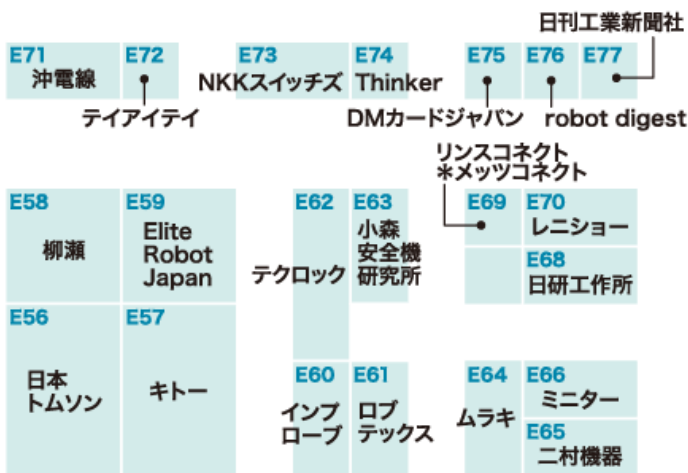 日刊工業新聞社
E71
沖電線
E72
テイアイテイ
E73
NKKスイッチズ
E74
Thinker
E75
DMカードジャパン
E76
robot digest
E77
リンスコネクト
*メッツコネクト
E58
柳瀬
E59
Elite
Robot
Japan
E62
テクロック
E63
小森
安全機
研究所
E69
E70
レニショー
E68
日研工作所
E56
日本
トムソン
E57
キトー
E60
インプ
ローブ
E61
ロブ
テックス
E64
ムラキ
E66
ミニター
E65
二村機器